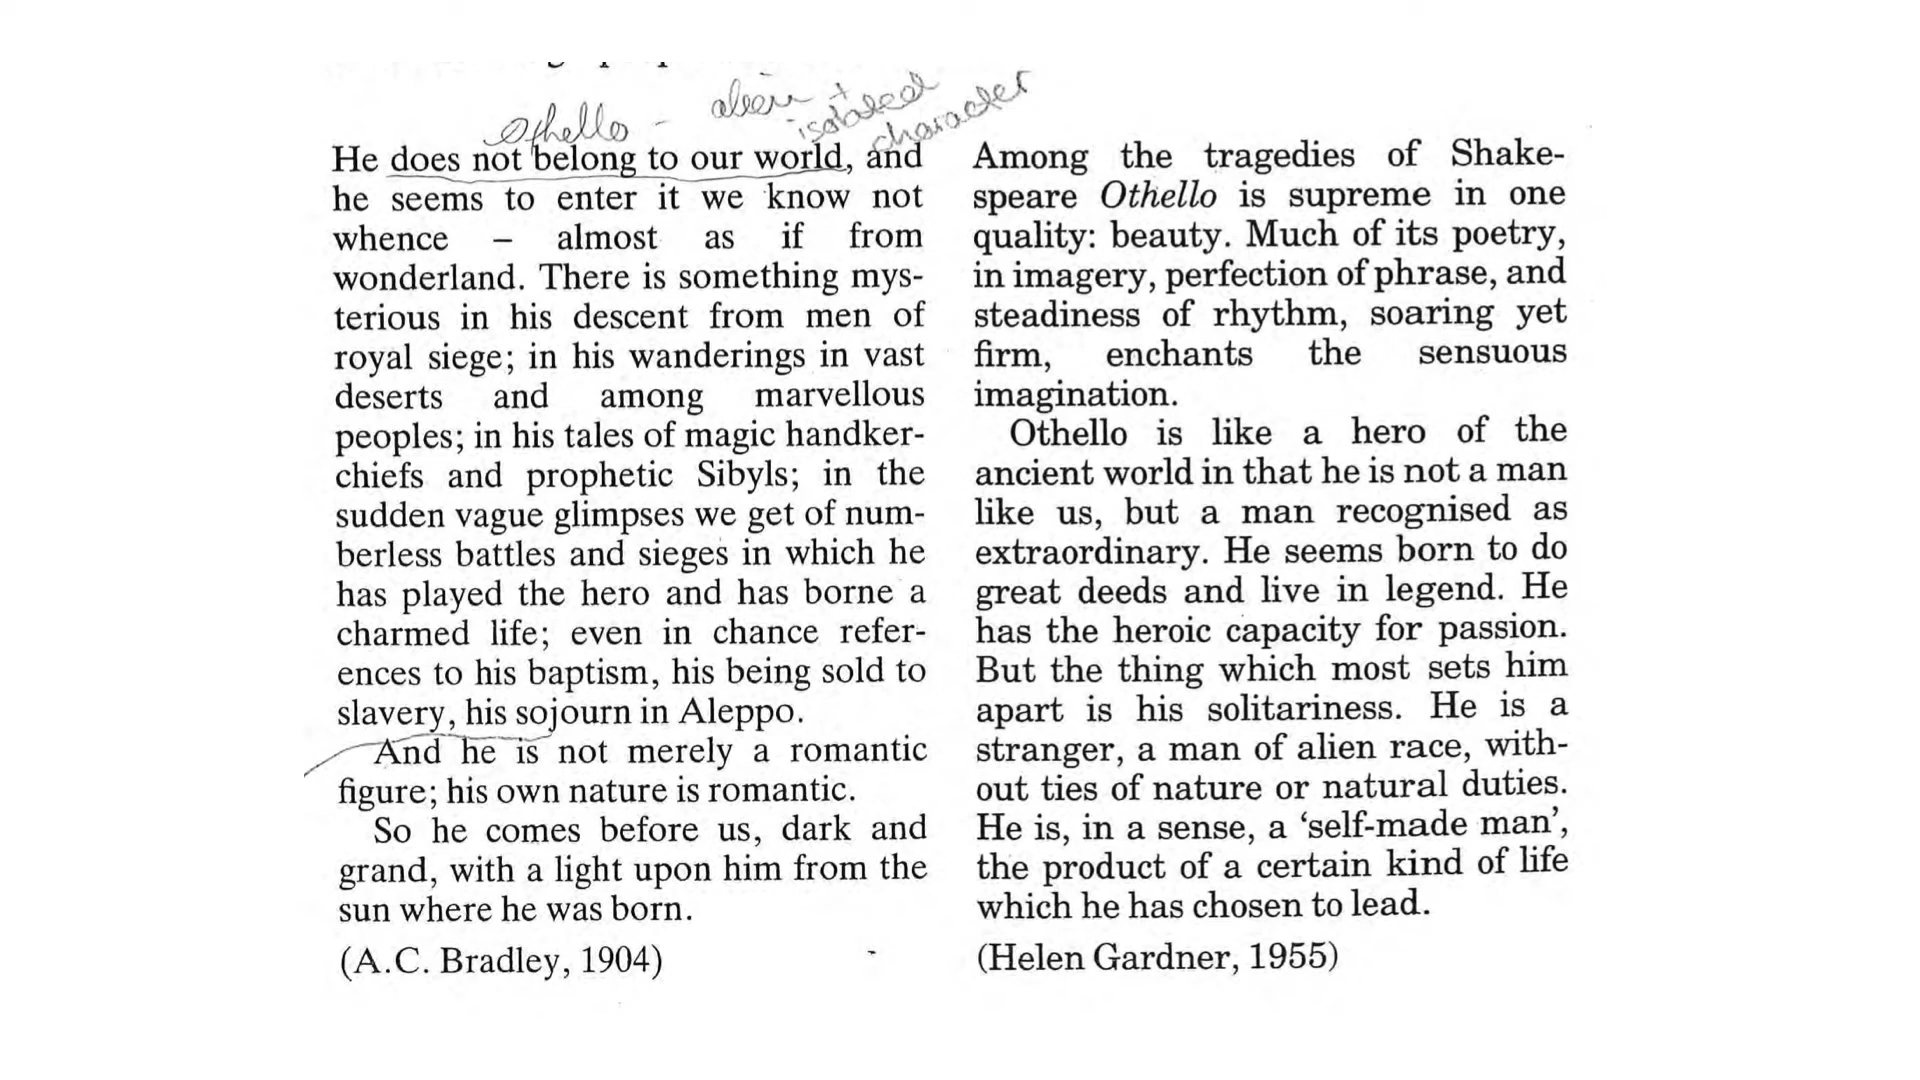 Othello - alien +
isolated
character
He does not belong to our world, and
he seems to enter it we know not
whence – almost as if from
wonderland. There is something mys-
terious in his descent from men of
royal siege; in his wanderings in vast
deserts and among marvellous
peoples; in his tales of magic handker-
chiefs and prophetic Sibyls; in the
sudden vague glimpses we get of num-
berless battles and sieges in which he
has played the hero and has borne a
charmed life; even in chance refer-
ences to his baptism, his being sold to
slavery, his sojourn in Aleppo.
And he is not merely a romantic
figure; his own nature is romantic.
So he comes before us, dark and
grand, with a light upon him from the
sun where he was born.
(A.C. Bradley, 1904)
Among the tragedies of Shake-
speare Othello is supreme in one
quality: beauty. Much of its poetry,
in imagery, perfection of phrase, and
steadiness of rhythm, soaring yet
firm, enchants the sensuous
imagination.
Othello is like a hero of the
ancient world in that he is not a man
like us, but a man recognised as
extraordinary. He seems born to do
great deeds and live in legend. He
has the heroic capacity for passion.
But the thing which most sets him
apart is his solitariness. He is a
stranger, a man of alien race, with-
out ties of nature or natural duties.
He is, in a sense, a ‘self-made man’,
the product of a certain kind of life
which he has chosen to lead.
(Helen Gardner, 1955)